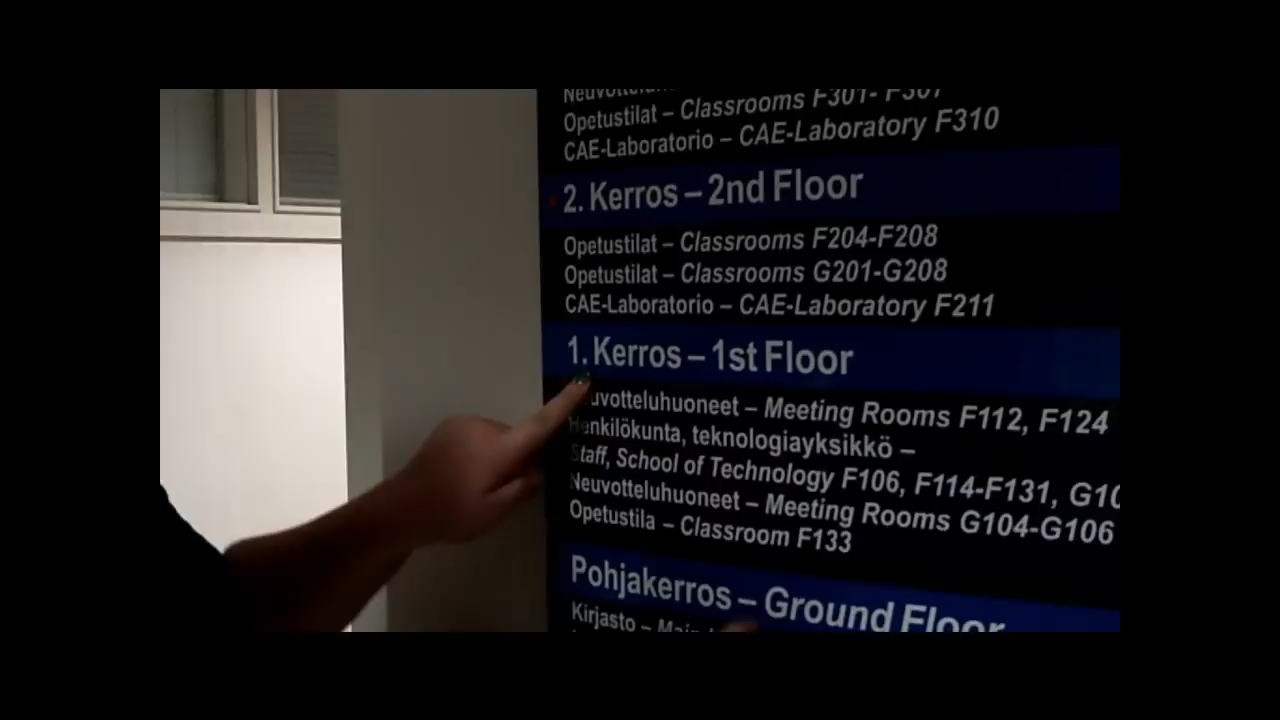 Opetustilat – Classrooms F301- F307
CAE-Laboratorio – CAE-Laboratory F310
2. Kerros – 2nd Floor
Opetustilat – Classrooms F204-F208
Opetustilat – Classrooms G201-G208
CAE-Laboratorio – CAE-Laboratory F211
1. Kerros – 1st Floor
Meeting Rooms F112, F124
Henkilökunta, teknologiayksikkö –
Staff, School of Technology F106, F114-F131,
Neuvotteluhuoneet – Meeting Rooms G104-G106
Opetustila – Classroom F133
Pohjakerros – Ground Floor
Kirjasto –